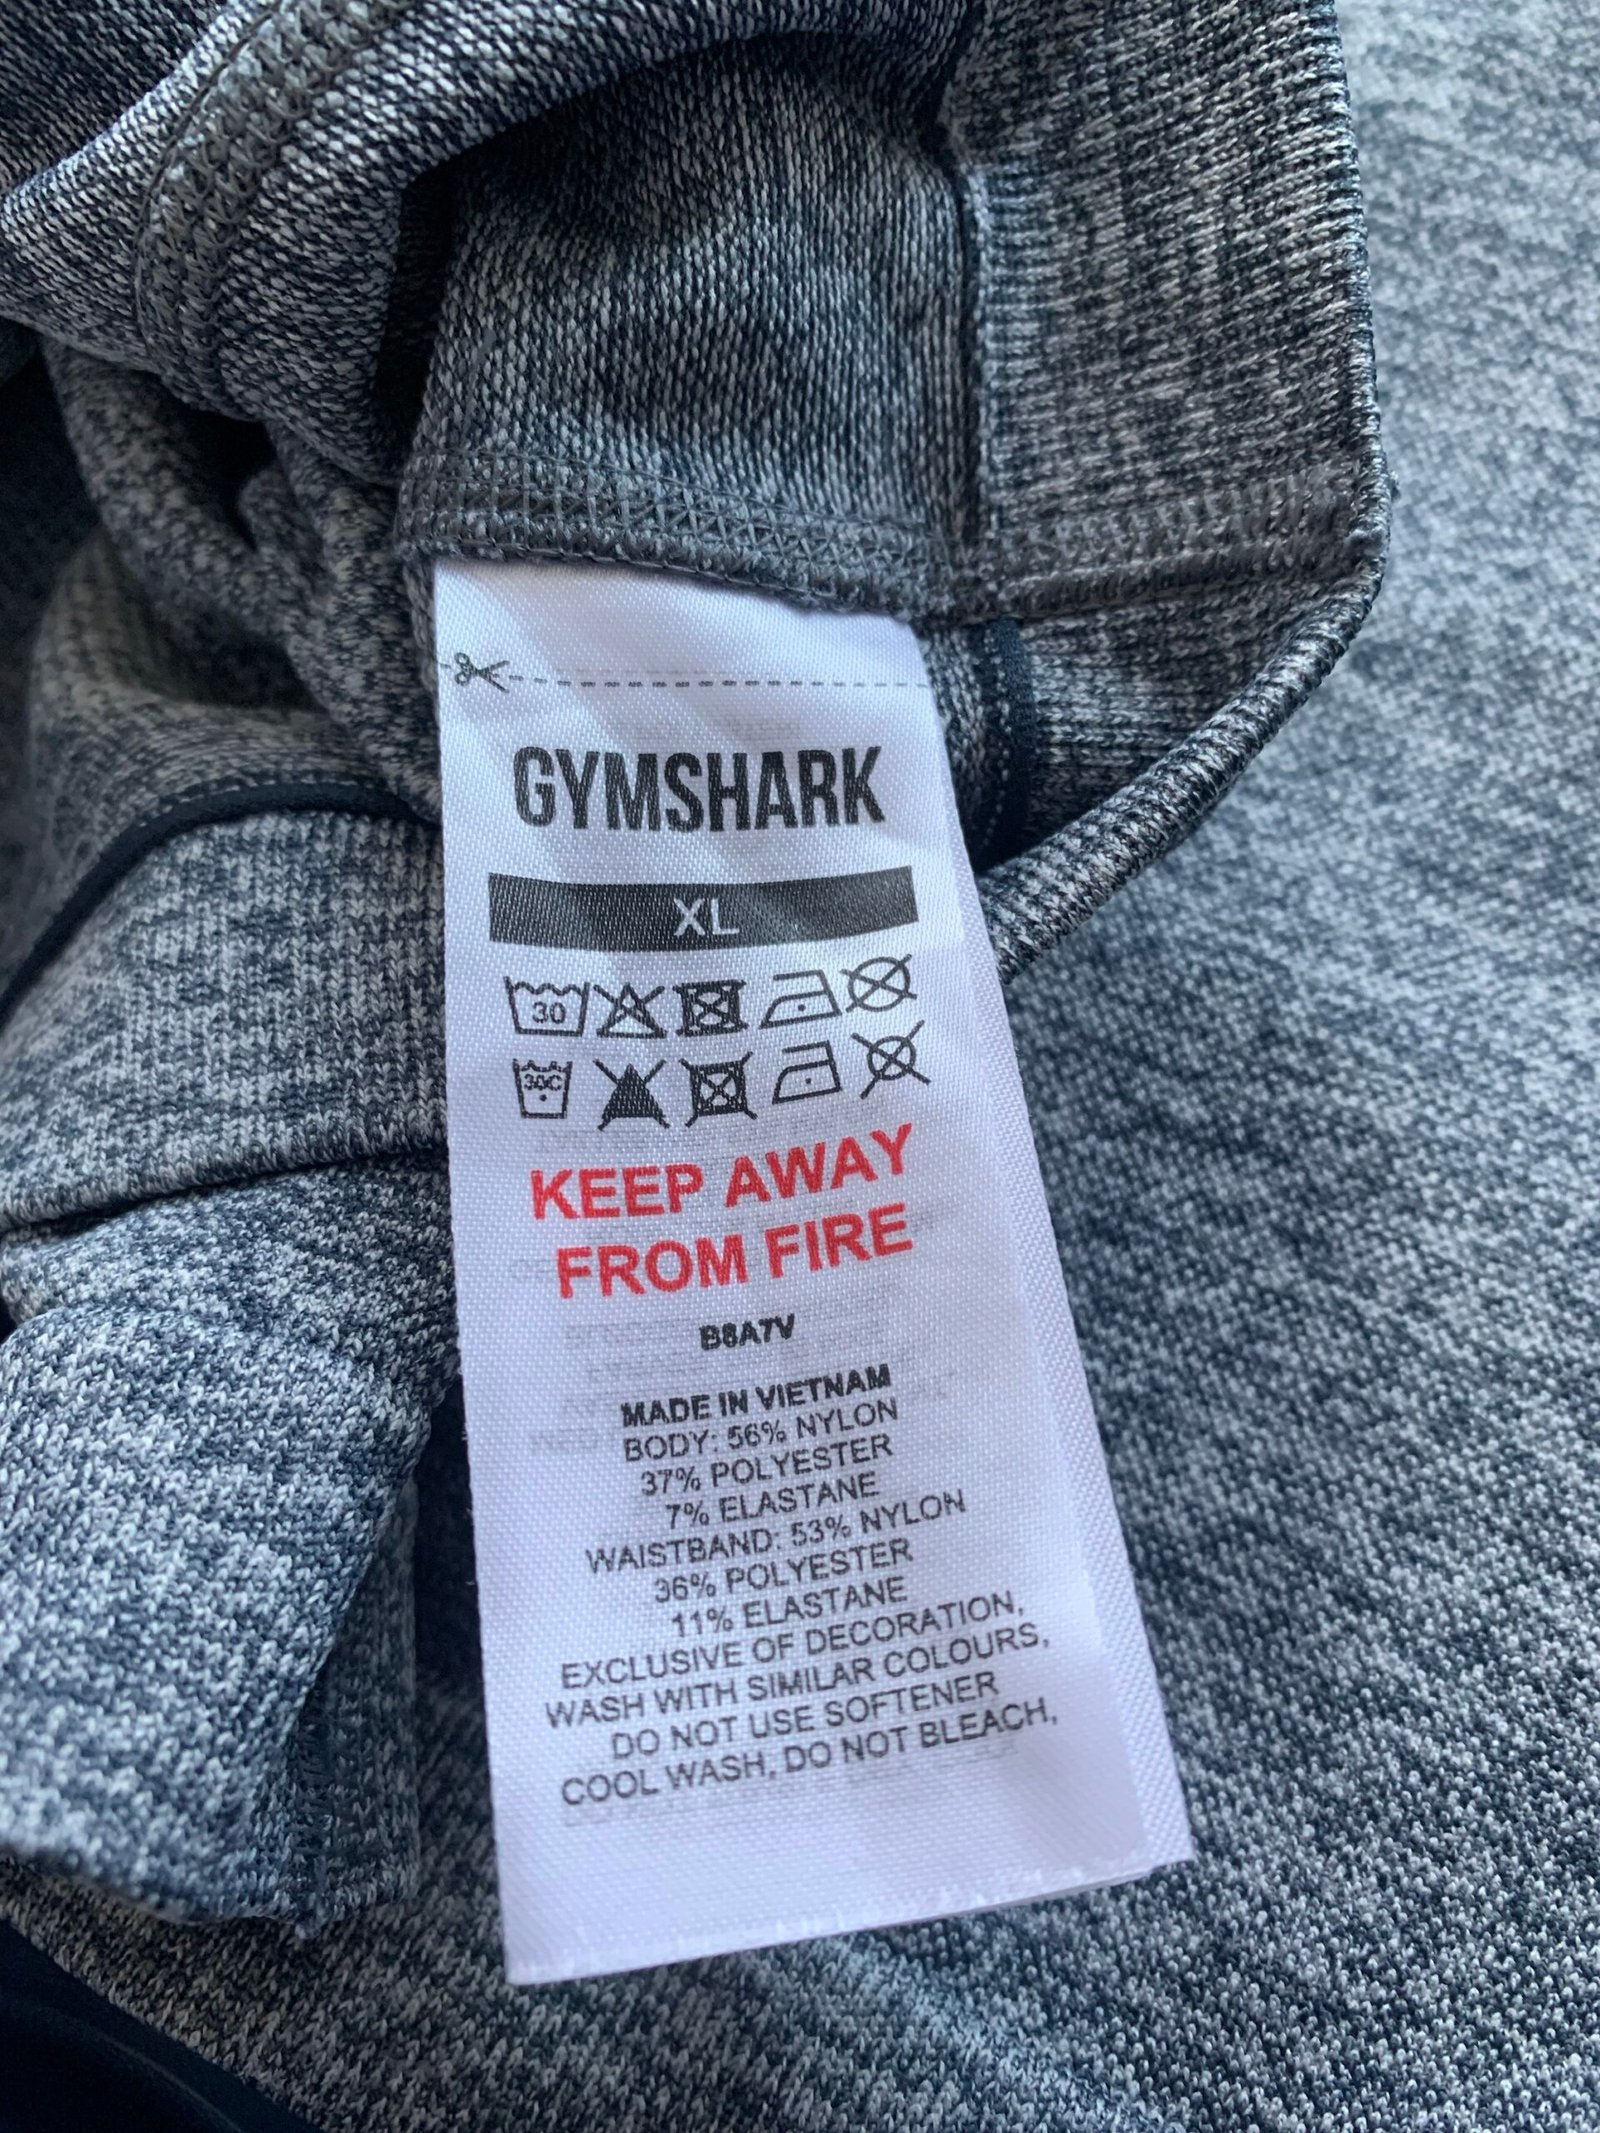 GYMSHARK
XL
30
30C
KEEP AWAY
FROM FIRE
B8A7V
MADE IN VIETNAM
BODY: 56% NYLON
37% POLYESTER
7% ELASTANE
WAISTBAND: 53% NYLON
36% POLYESTER
11% ELASTANE
EXCLUSIVE OF DECORATION,
WASH WITH SIMILAR COLOURS,
DO NOT USE SOFTENER
COOL WASH, DO NOT BLEACH,